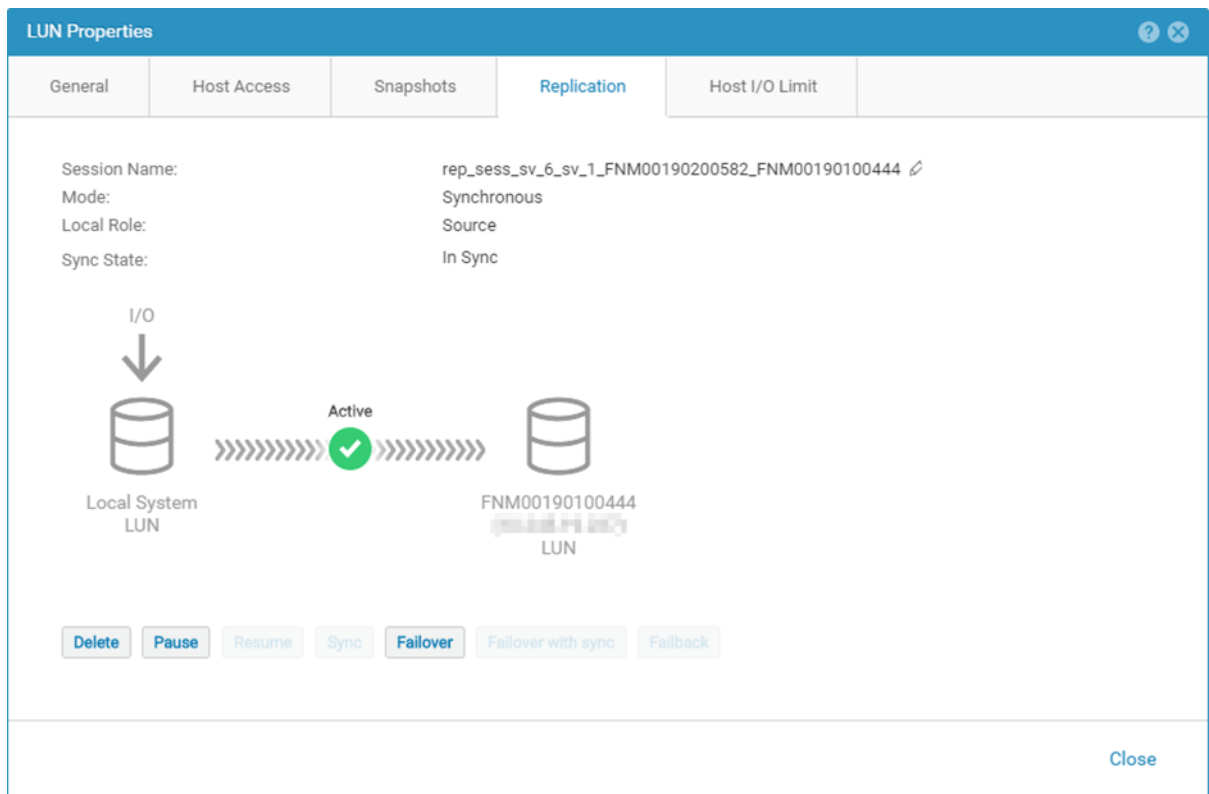 LUN Properties
General Host Access Snapshots Replication Host I/O Limit
Session Name: rep_sess_sv_6_sv_1_FNM00190200582_FNM00190100444
Mode: Synchronous
Local Role: Source
Sync State: In Sync
I/O
Active
Local System
LUN
FNM00190100444
LUN
Delete Pause Resume Sync Failover Failover with sync Failback
Close